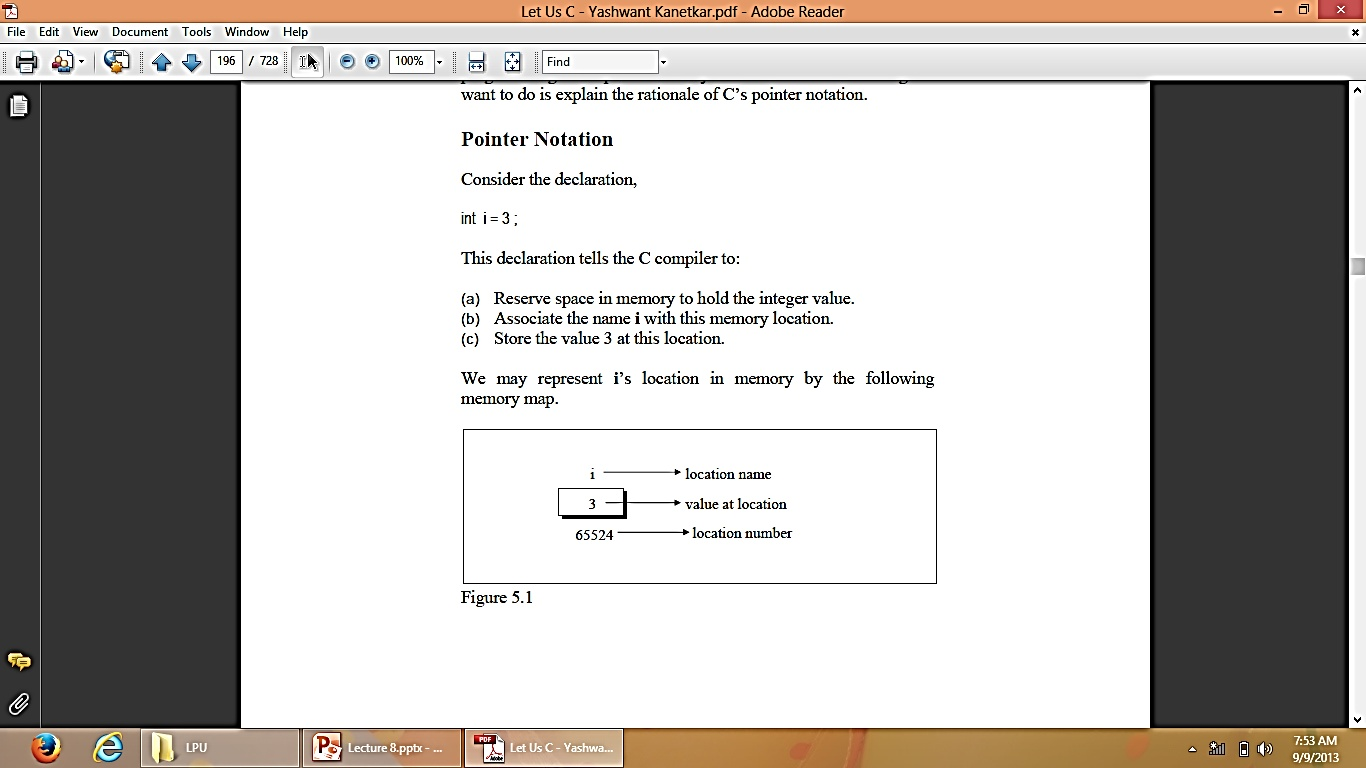 Let Us C - Yashwant Kanetkar.pdf - Adobe Reader
File Edit View Document Tools Window Help
196 / 728 100% Find
want to do is explain the rationale of C’s pointer notation.
Pointer Notation
Consider the declaration,
int i = 3 ;
This declaration tells the C compiler to:
(a) Reserve space in memory to hold the integer value.
(b) Associate the name i with this memory location.
(c) Store the value 3 at this location.
We may represent i’s location in memory by the following
memory map.
i location name
3 value at location
65524 location number
Figure 5.1
LPU Lecture 8.pptx - ... Let Us C - Yashwa...
7:53 AM
9/9/2013